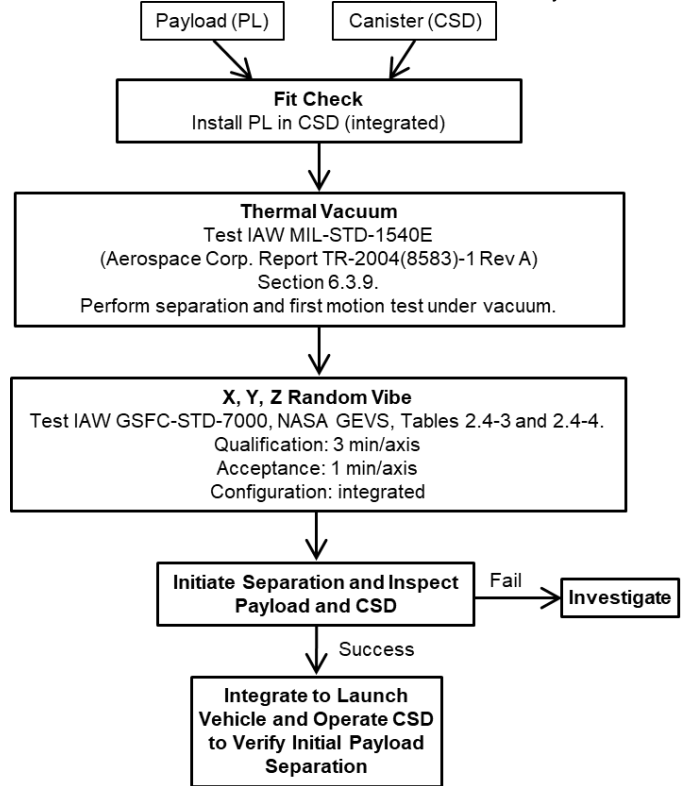 Payload (PL)
Canister (CSD)
Fit Check
Install PL in CSD (integrated)
Thermal Vacuum
Test IAW MIL-STD-1540E
(Aerospace Corp. Report TR-2004(8583)-1 Rev A)
Section 6.3.9.
Perform separation and first motion test under vacuum.
X, Y, Z Random Vibe
Test IAW GSFC-STD-7000, NASA GEVS, Tables 2.4-3 and 2.4-4.
Qualification: 3 min/axis
Acceptance: 1 min/axis
Configuration: integrated
Initiate Separation and Inspect
Payload and CSD
Fail
Investigate
Success
Integrate to Launch
Vehicle and Operate CSD
to Verify Initial Payload
Separation